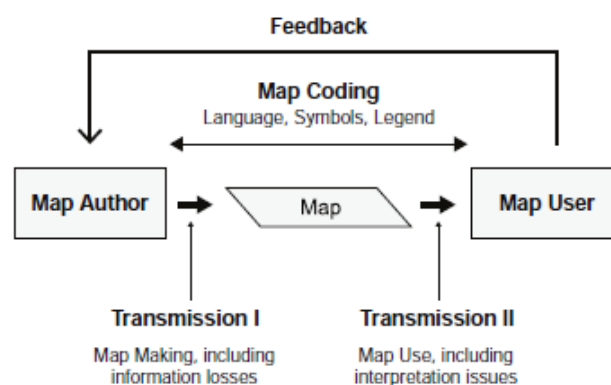 Feedback
Map Coding
Language, Symbols, Legend
Map Author
Map
Map User
Transmission I
Map Making, including
information losses
Transmission II
Map Use, including
interpretation issues